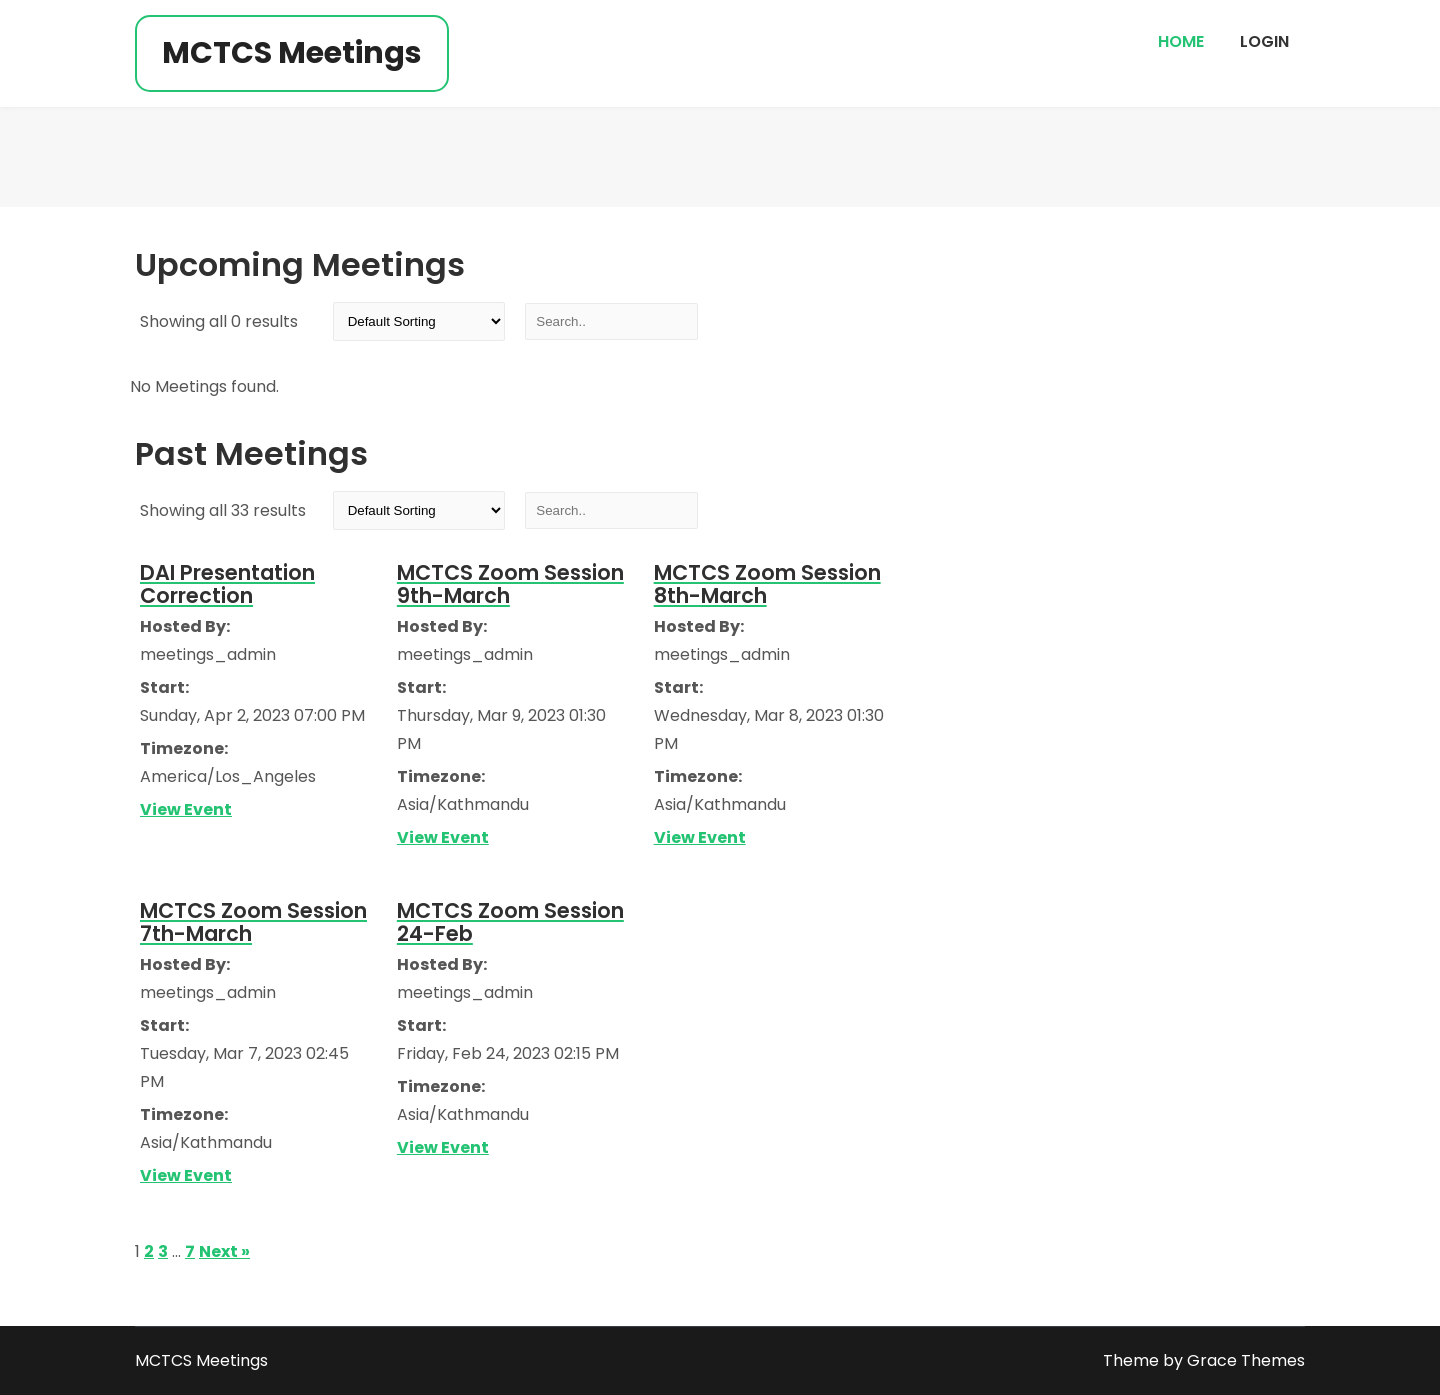 MCTCS Meetings
HOME
LOGIN
Upcoming Meetings
Showing all 0 results
Default Sorting
Search..
No Meetings found.
Past Meetings
Showing all 33 results
Default Sorting
Search..
DAI Presentation
Correction
Hosted By:
meetings_admin
Start:
Sunday, Apr 2, 2023 07:00 PM
Timezone:
America/Los_Angeles
View Event
MCTCS Zoom Session
9th-March
Hosted By:
meetings_admin
Start:
Thursday, Mar 9, 2023 01:30
PM
Timezone:
Asia/Kathmandu
View Event
MCTCS Zoom Session
8th-March
Hosted By:
meetings_admin
Start:
Wednesday, Mar 8, 2023 01:30
PM
Timezone:
Asia/Kathmandu
View Event
MCTCS Zoom Session
7th-March
Hosted By:
meetings_admin
Start:
Tuesday, Mar 7, 2023 02:45
PM
Timezone:
Asia/Kathmandu
View Event
MCTCS Zoom Session
24-Feb
Hosted By:
meetings_admin
Start:
Friday, Feb 24, 2023 02:15 PM
Timezone:
Asia/Kathmandu
View Event
1 2 3 … 7 Next »
MCTCS Meetings
Theme by Grace Themes